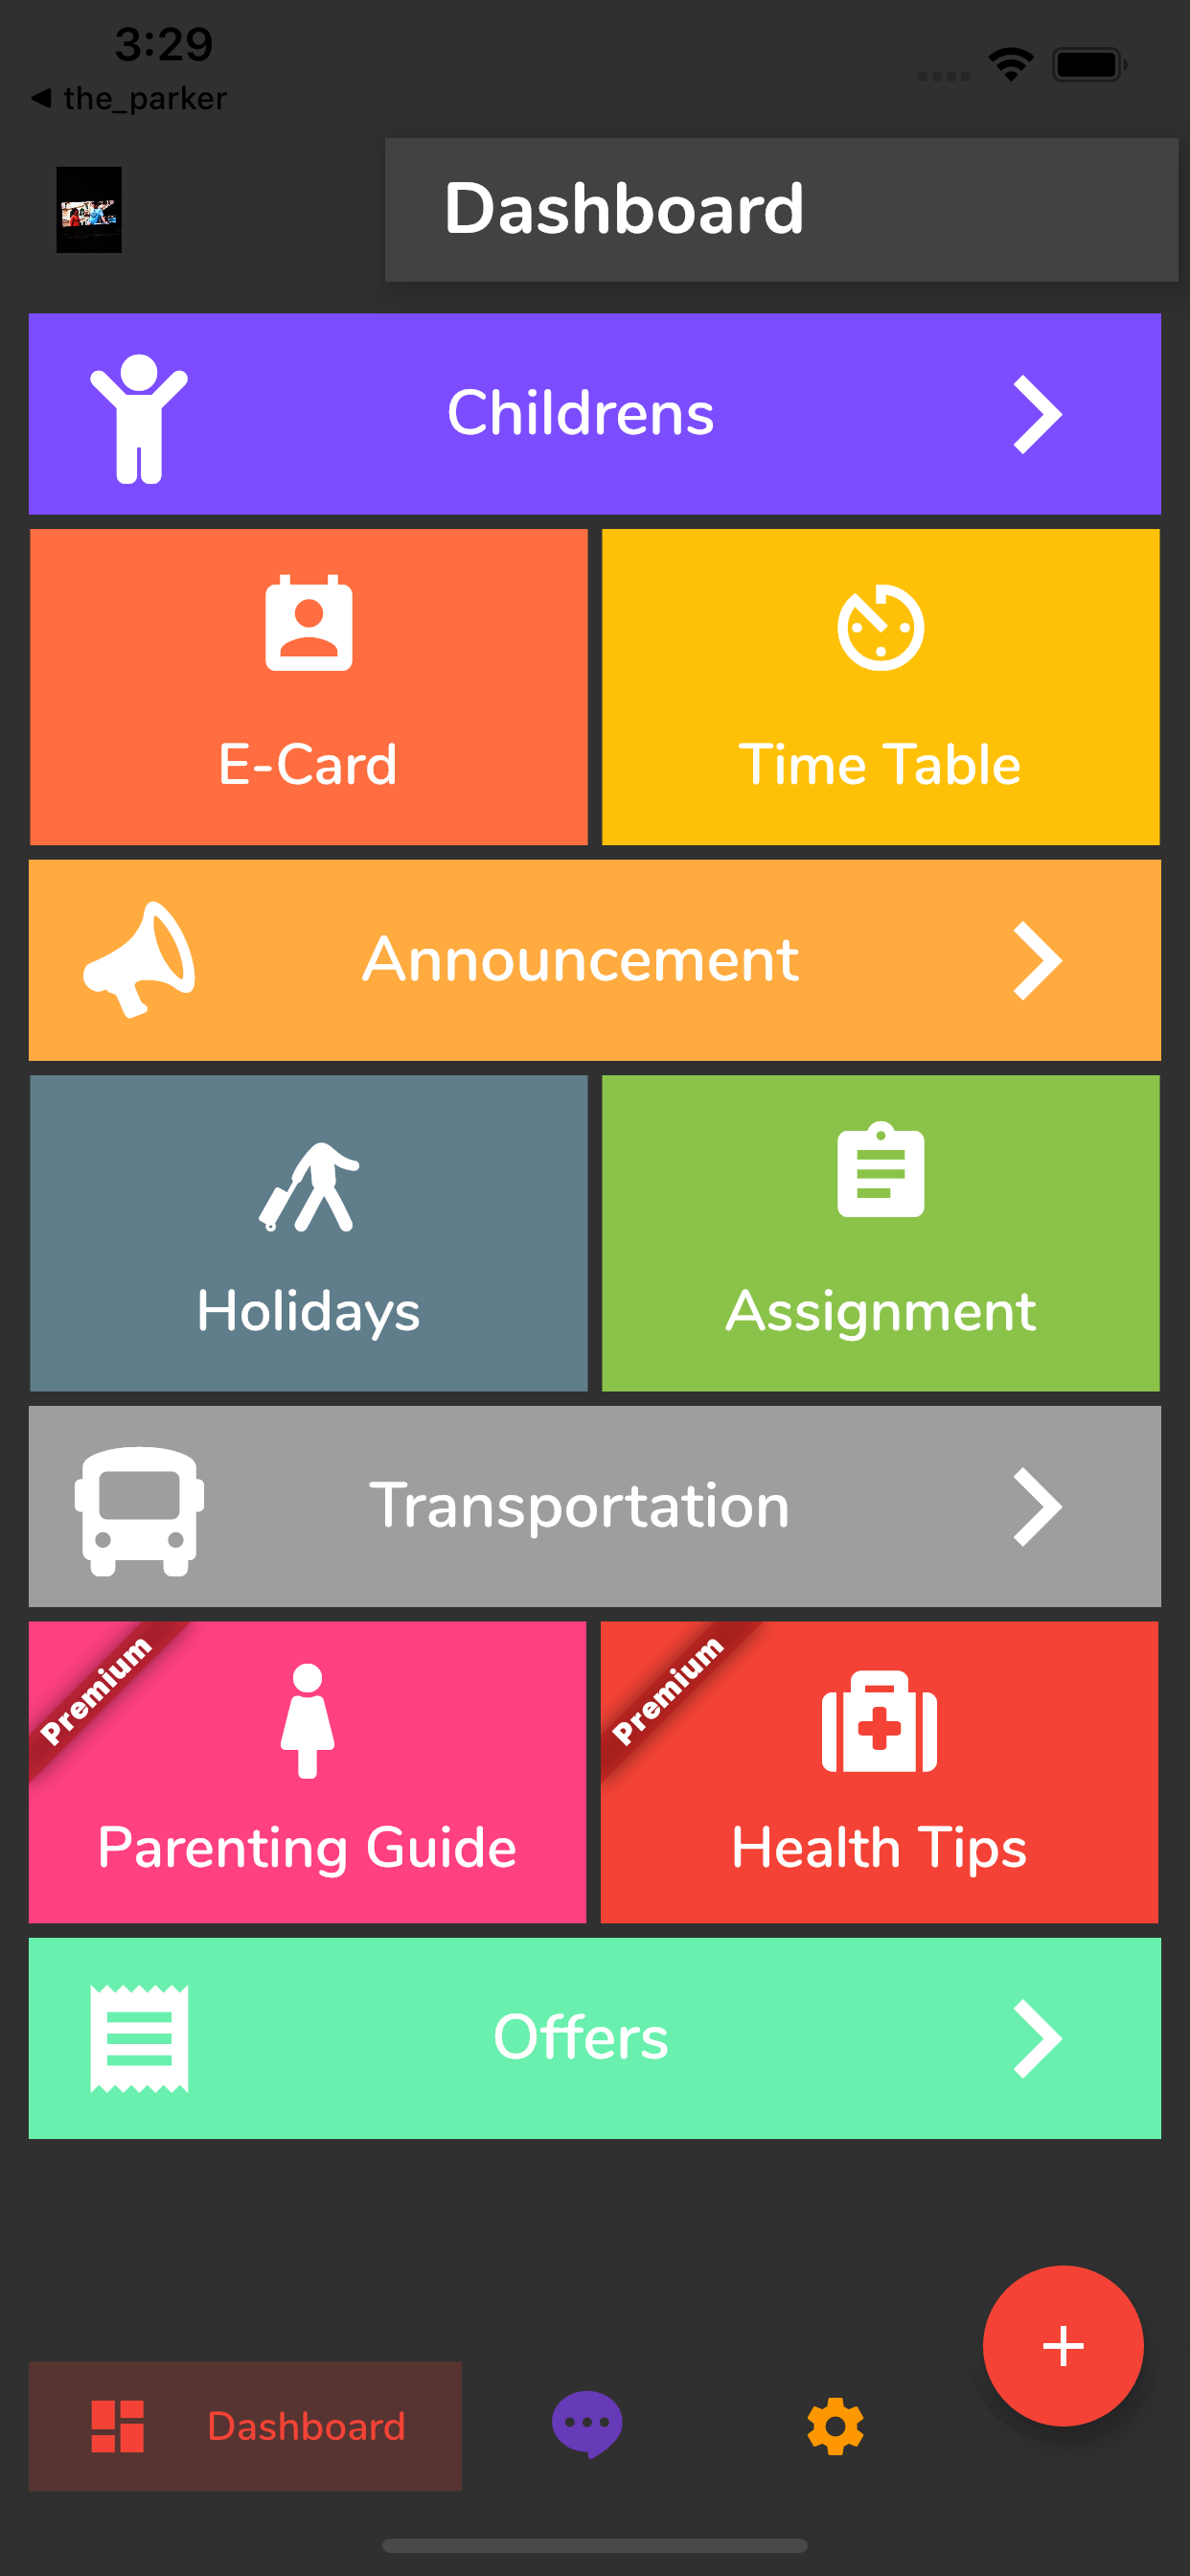 3:29
the_parker
Dashboard
Childrens
E-Card
Time Table
Announcement
Holidays
Assignment
Transportation
Premium
Parenting Guide
Premium
Health Tips
Offers
Dashboard